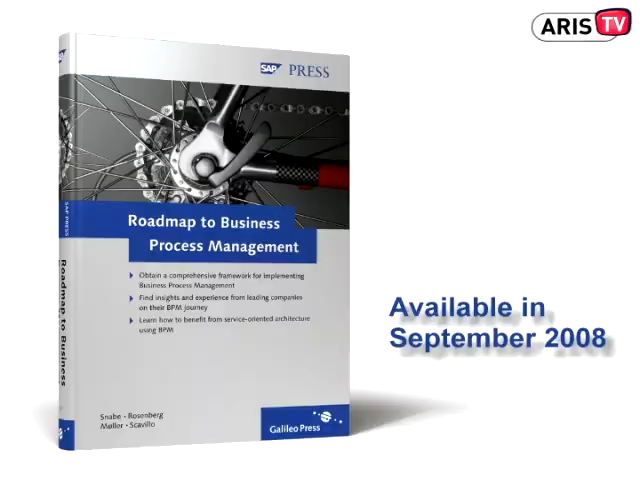 ARIS TV
SAP PRESS
SAP PRESS
Roadmap to Business
Process Management
Obtain a comprehensive framework for implementing
Business Process Management
Find insights and experience from leading companies
on their BPM journey
Learn how to benefit from service-oriented architecture
using BPM
Roadmap to Business
Snabe · Rosenberg
Møller · Scavillo
Galileo Press
Available in
September 2008